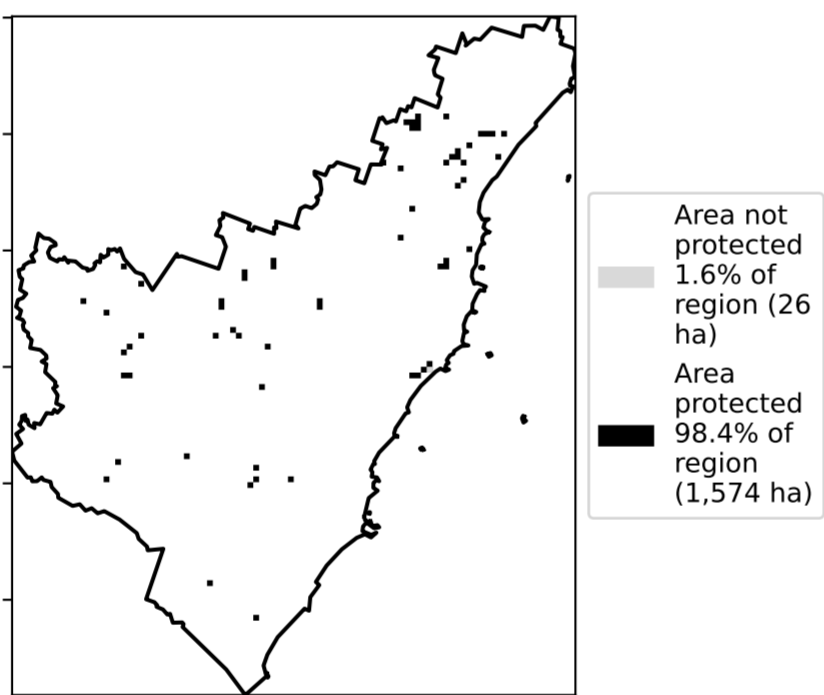 Area not
protected
1.6% of
region (26
ha)
Area
protected
98.4% of
region
(1,574 ha)